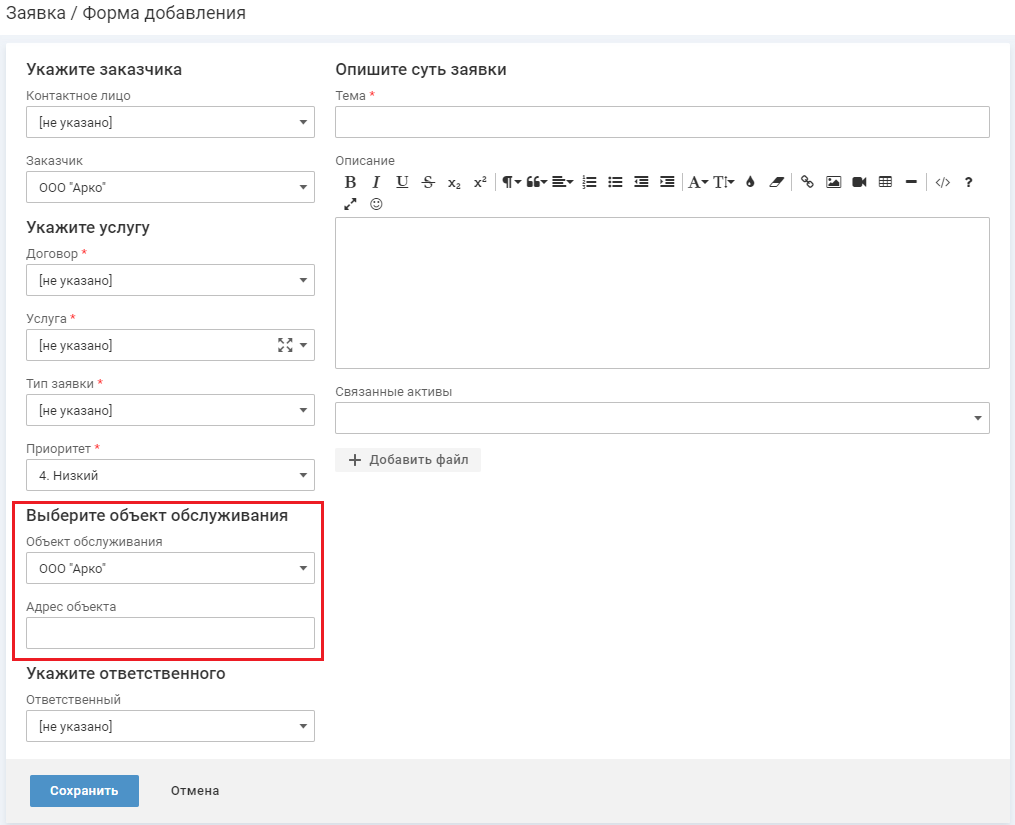 Заявка / Форма добавления
Укажите заказчика
Контактное лицо
[не указано]
Заказчик
ООО "Арко"
Укажите услугу
Договор *
[не указано]
Услуга *
[не указано]
Тип заявки *
[не указано]
Приоритет *
4. Низкий
Выберите объект обслуживания
Объект обслуживания
ООО "Арко"
Адрес объекта
Укажите ответственного
Ответственный
[не указано]
Опишите суть заявки
Тема *
Описание
Связанные активы
Добавить файл
Сохранить
Отмена